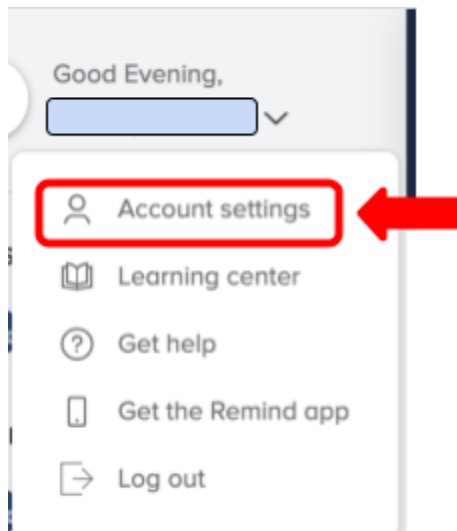 Good Evening,
Account settings
Learning center
Get help
Get the Remind app
Log out